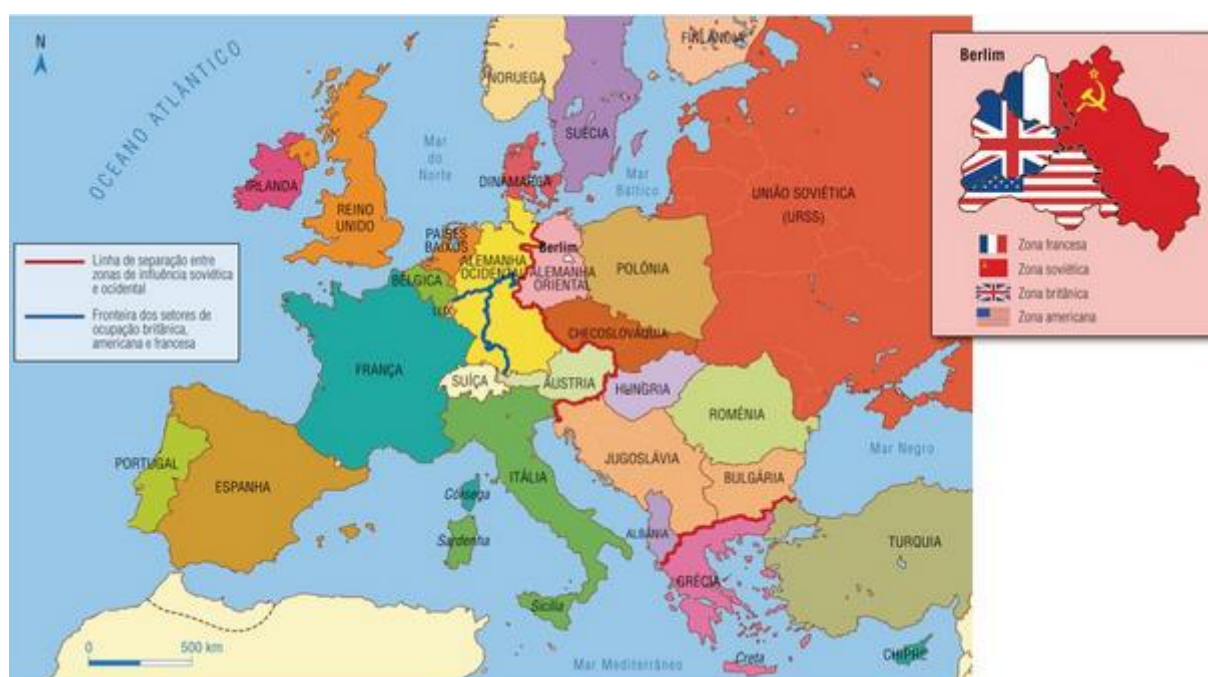 N
OCEANO ATLÂNTICO
NORUEGA
FINLÂNDIA
SUÉCIA
Mar
do
Norte
Mar
Báltico
DINAMARCA
IRLANDA
REINO
UNIDO
PAÍSES
BAIXOS
BÉLGICA
LUX.
ALEMANHA
OCIDENTAL
Berlim
ALEMANHA
ORIENTAL
POLÓNIA
UNIÃO SOVIÉTICA
(URSS)
CHECOSLOVÁQUIA
FRANÇA
SUÍÇA
ÁUSTRIA
HUNGRIA
ROMÉNIA
Mar Negro
JUGOSLÁVIA
BULGÁRIA
PORTUGAL
ESPANHA
ITÁLIA
Córsega
Sardenha
Sicília
ALBÂNIA
GRÉCIA
TURQUIA
Creta
CHIPRE
Mar Mediterrâneo
0 500 km
Linha de separação entre
zonas de influência soviética
e ocidental
Fronteira dos setores de
ocupação britânica,
americana e francesa
Berlim
Zona francesa
Zona soviética
Zona britânica
Zona americana